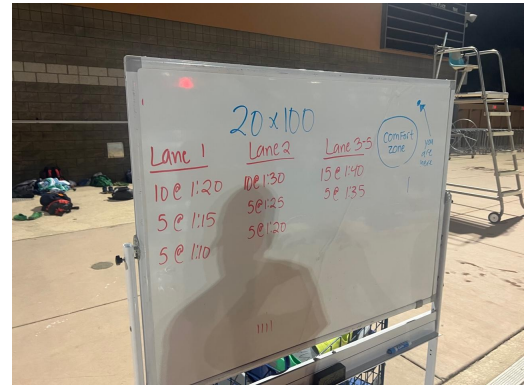 20 x 100
Lane 1
10 @ 1:20
5 @ 1:15
5 @ 1:10
Lane 2
10 @ 1:30
5 @ 1:25
5 @ 1:20
Lane 3-5
15 @ 1:40
5 @ 1:35
comfort
zone
you
are
here